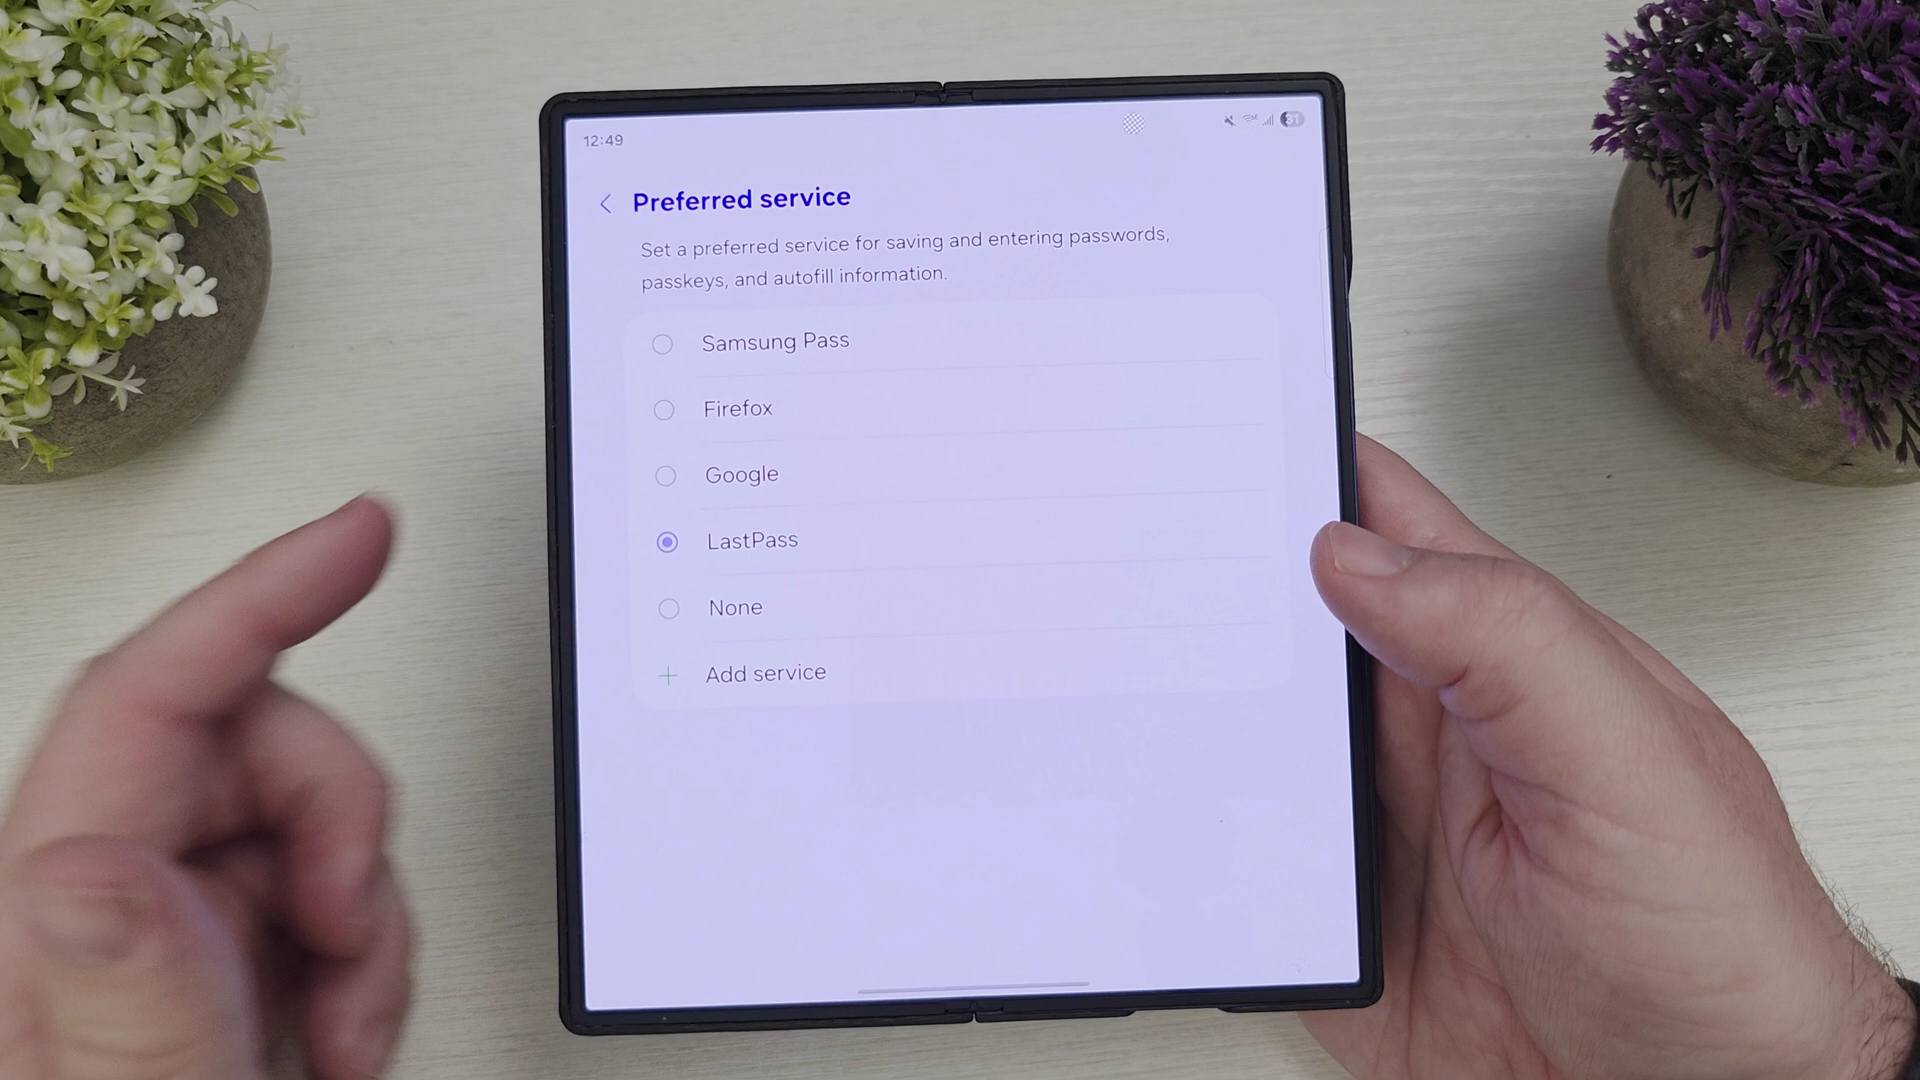 12:49
31
Preferred service
Set a preferred service for saving and entering passwords,
passkeys, and autofill information.
Samsung Pass
Firefox
Google
LastPass
None
Add service